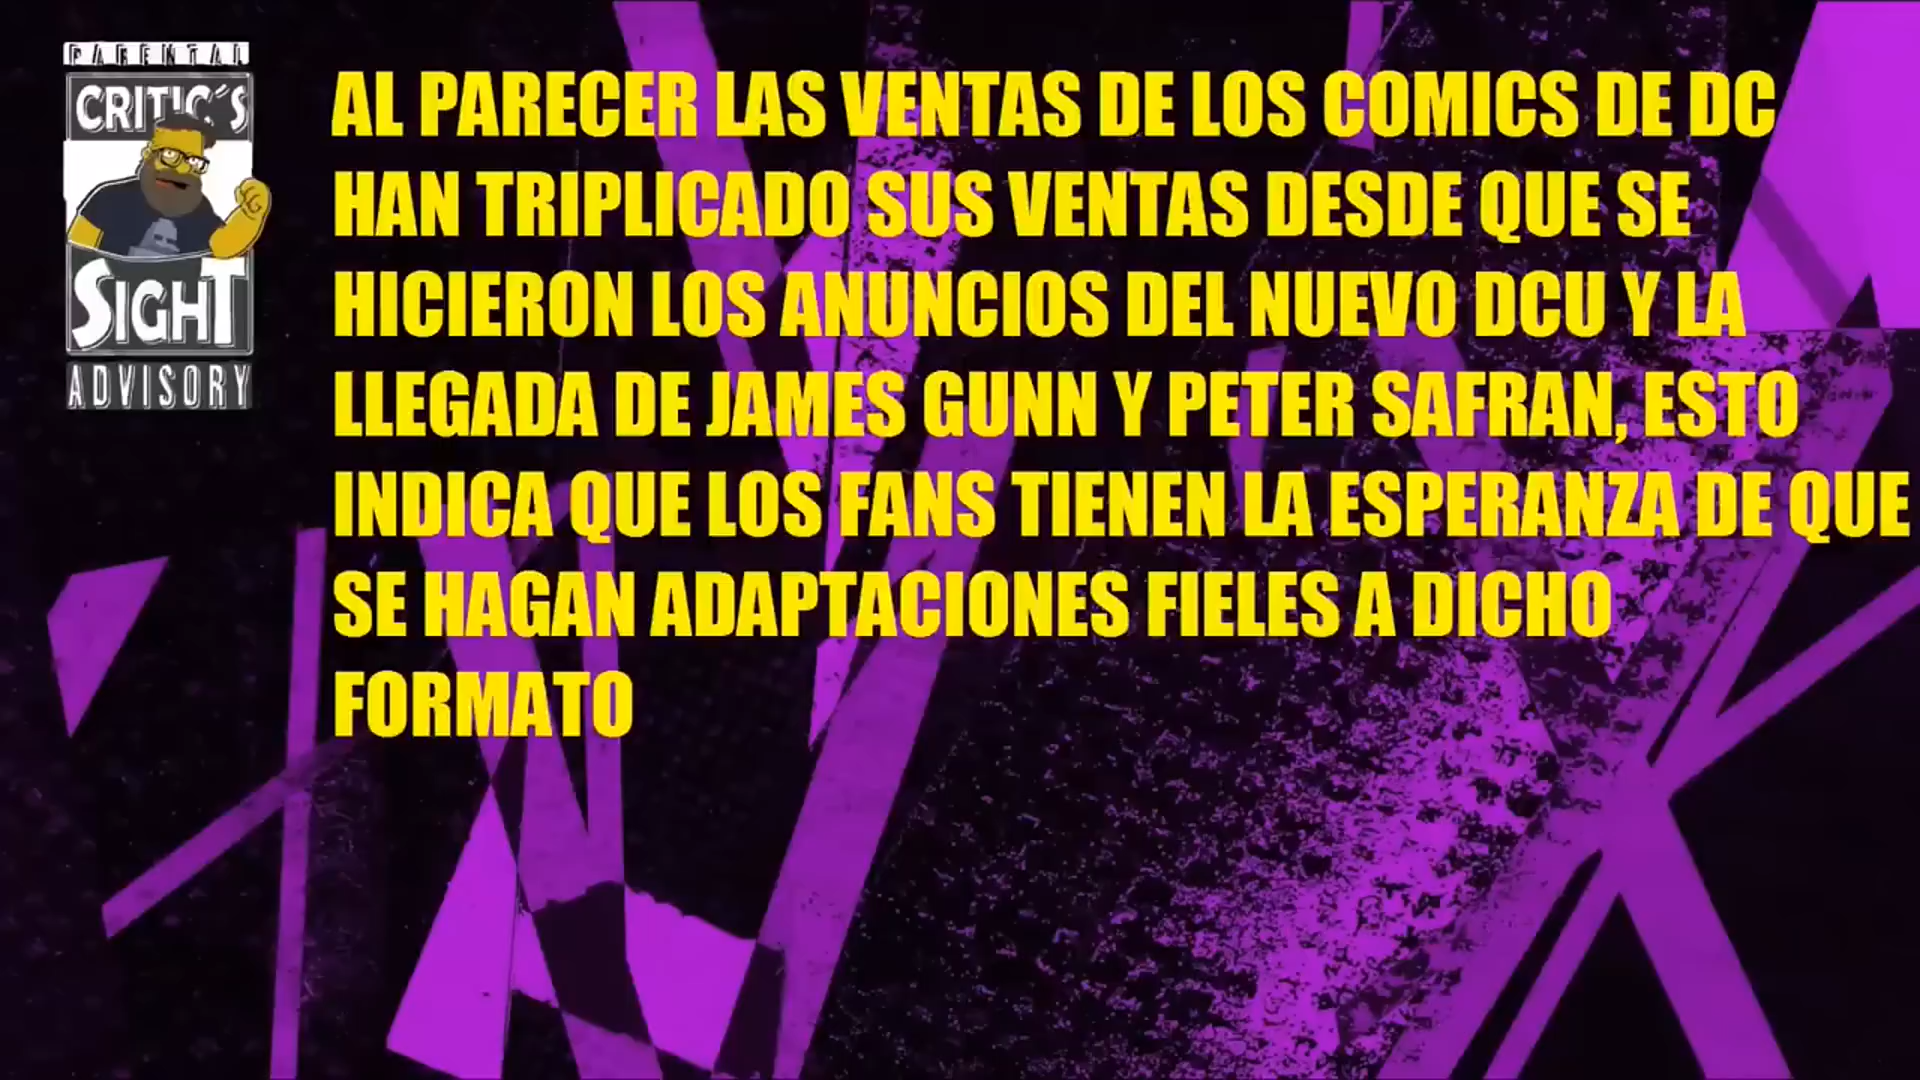 PARENTAL
CRITIC´S
SIGHT
ADVISORY
AL PARECER LAS VENTAS DE LOS COMICS DE DC
HAN TRIPLICADO SUS VENTAS DESDE QUE SE
HICIERON LOS ANUNCIOS DEL NUEVO DCU Y LA
LLEGADA DE JAMES GUNN Y PETER SAFRAN, ESTO
INDICA QUE LOS FANS TIENEN LA ESPERANZA DE QUE
SE HAGAN ADAPTACIONES FIELES A DICHO
FORMATO